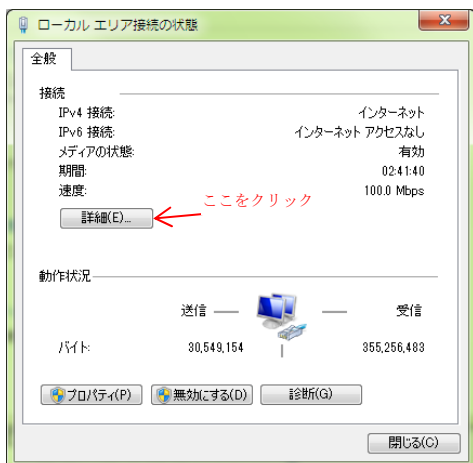 ローカル エリア接続の状態
全般
接続
IPv4 接続: インターネット
IPv6 接続: インターネット アクセスなし
メディアの状態: 有効
期間: 02:41:40
速度: 100.0 Mbps
ここをクリック
詳細(E)...
動作状況
送信 受信
バイト: 30,549,154 355,256,483
プロパティ(P) 無効にする(D) 診断(G)
閉じる(C)